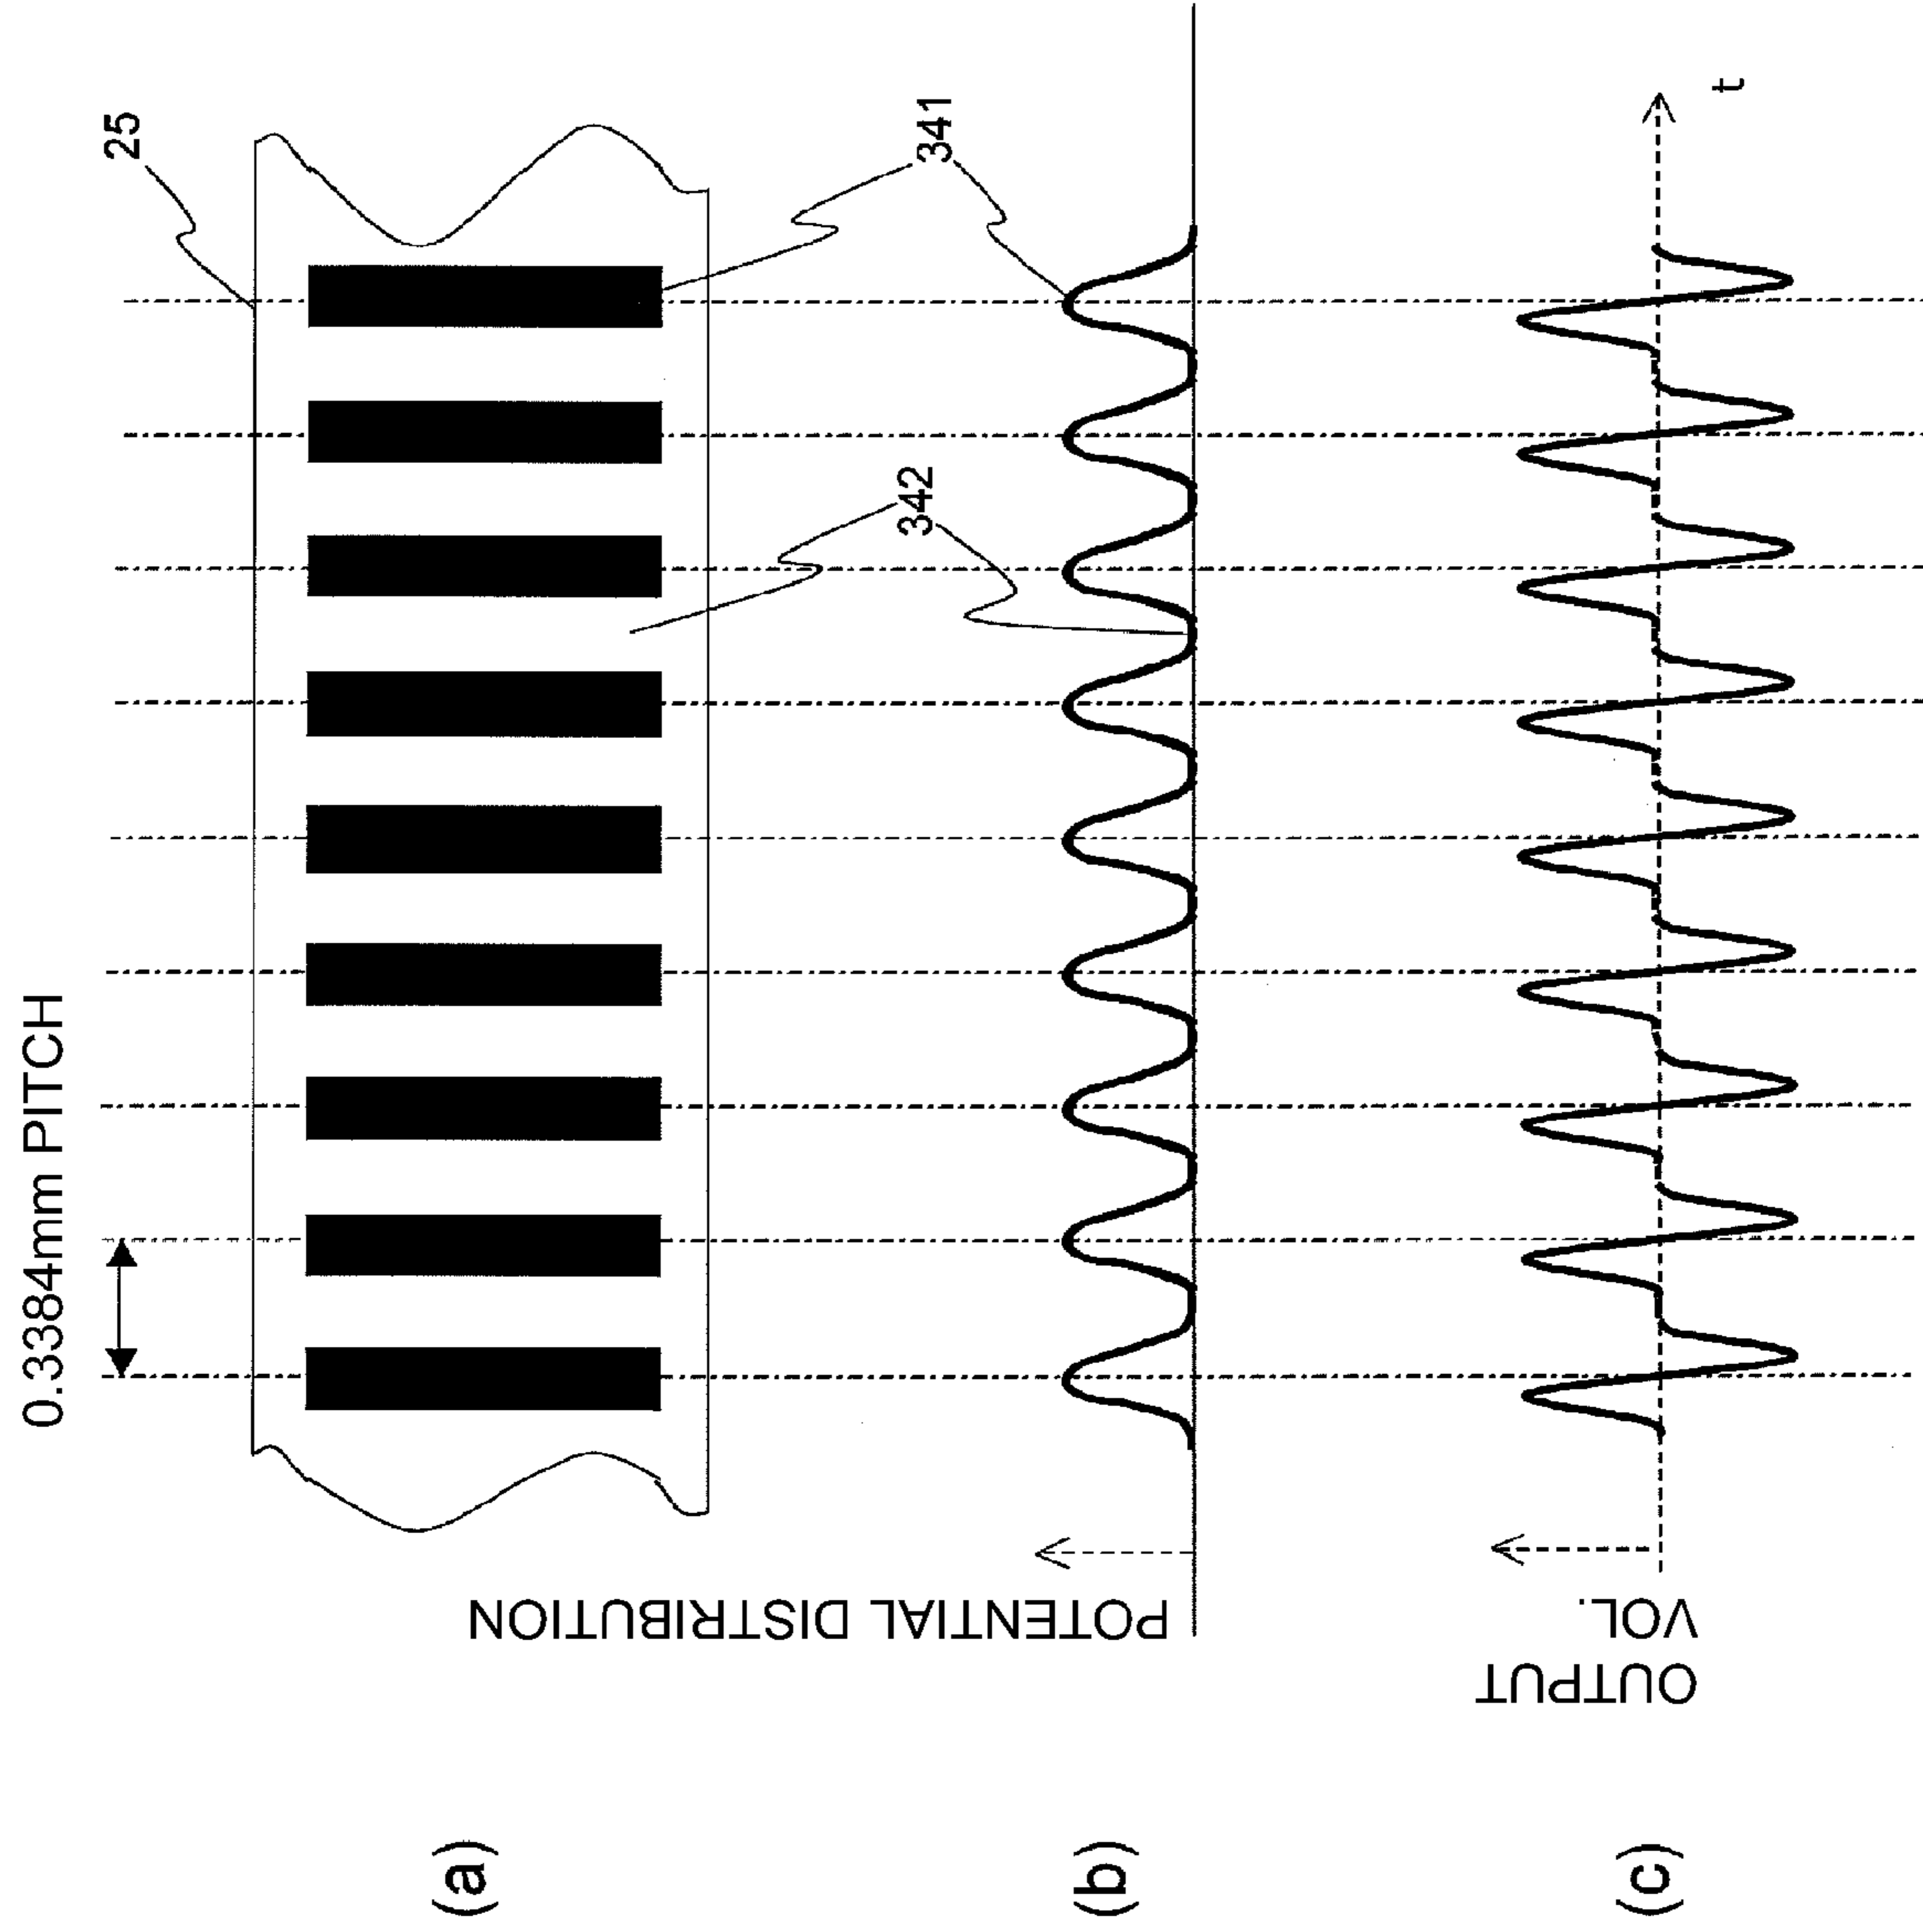 0.3384mm PITCH
25
(a)
341
342
POTENTIAL DISTRIBUTION
(b)
OUTPUT
VOL.
t
(c)